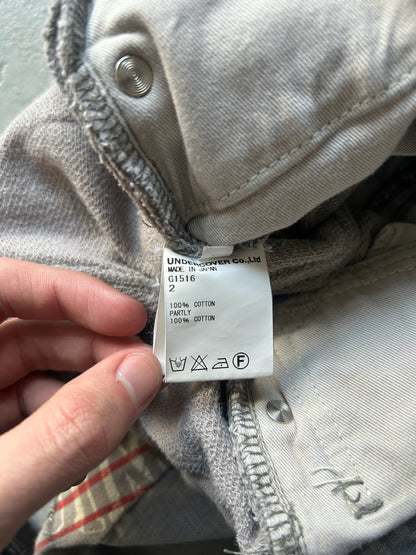 UNDERCOVER Co.,Ltd
MADE IN JAPAN
G1516
2
100% COTTON
PARTLY
100% COTTON
F